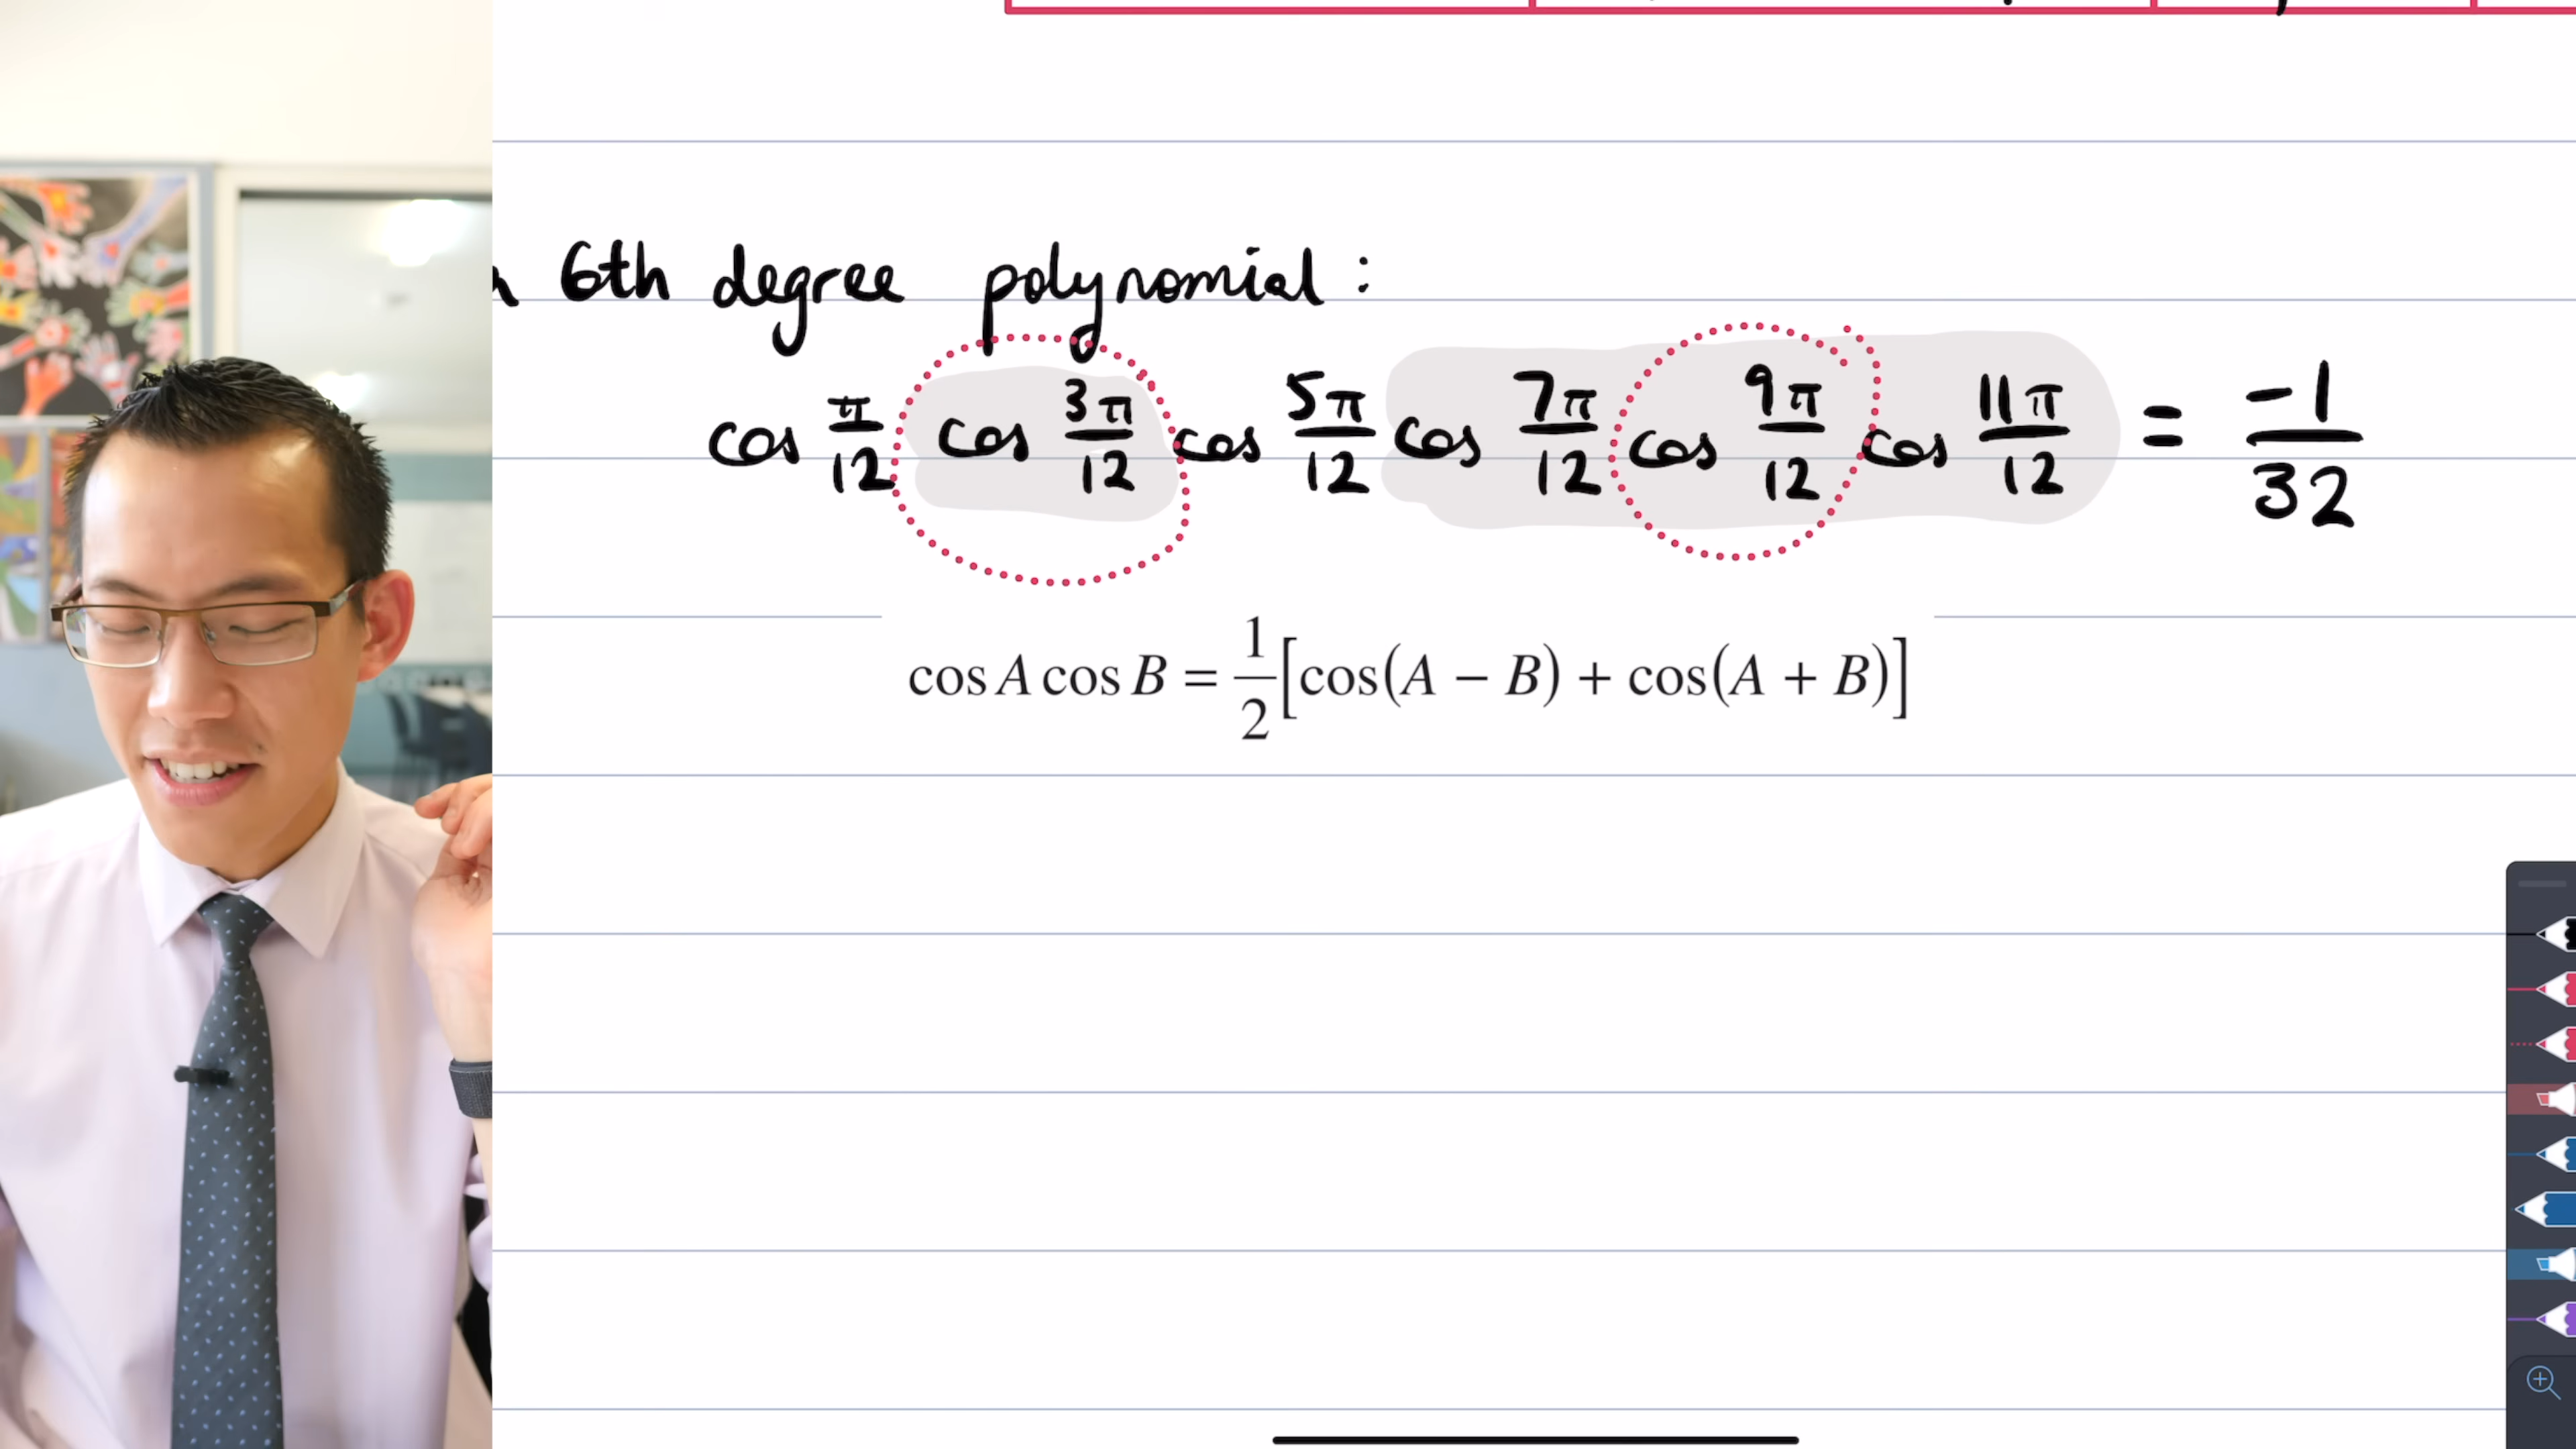 6th degree polynomial :
cos π/12 cos 3π/12 cos 5π/12 cos 7π/12 cos 9π/12 cos 11π/12 = -1/32
cos A cos B = 1/2[cos(A − B) + cos(A + B)]